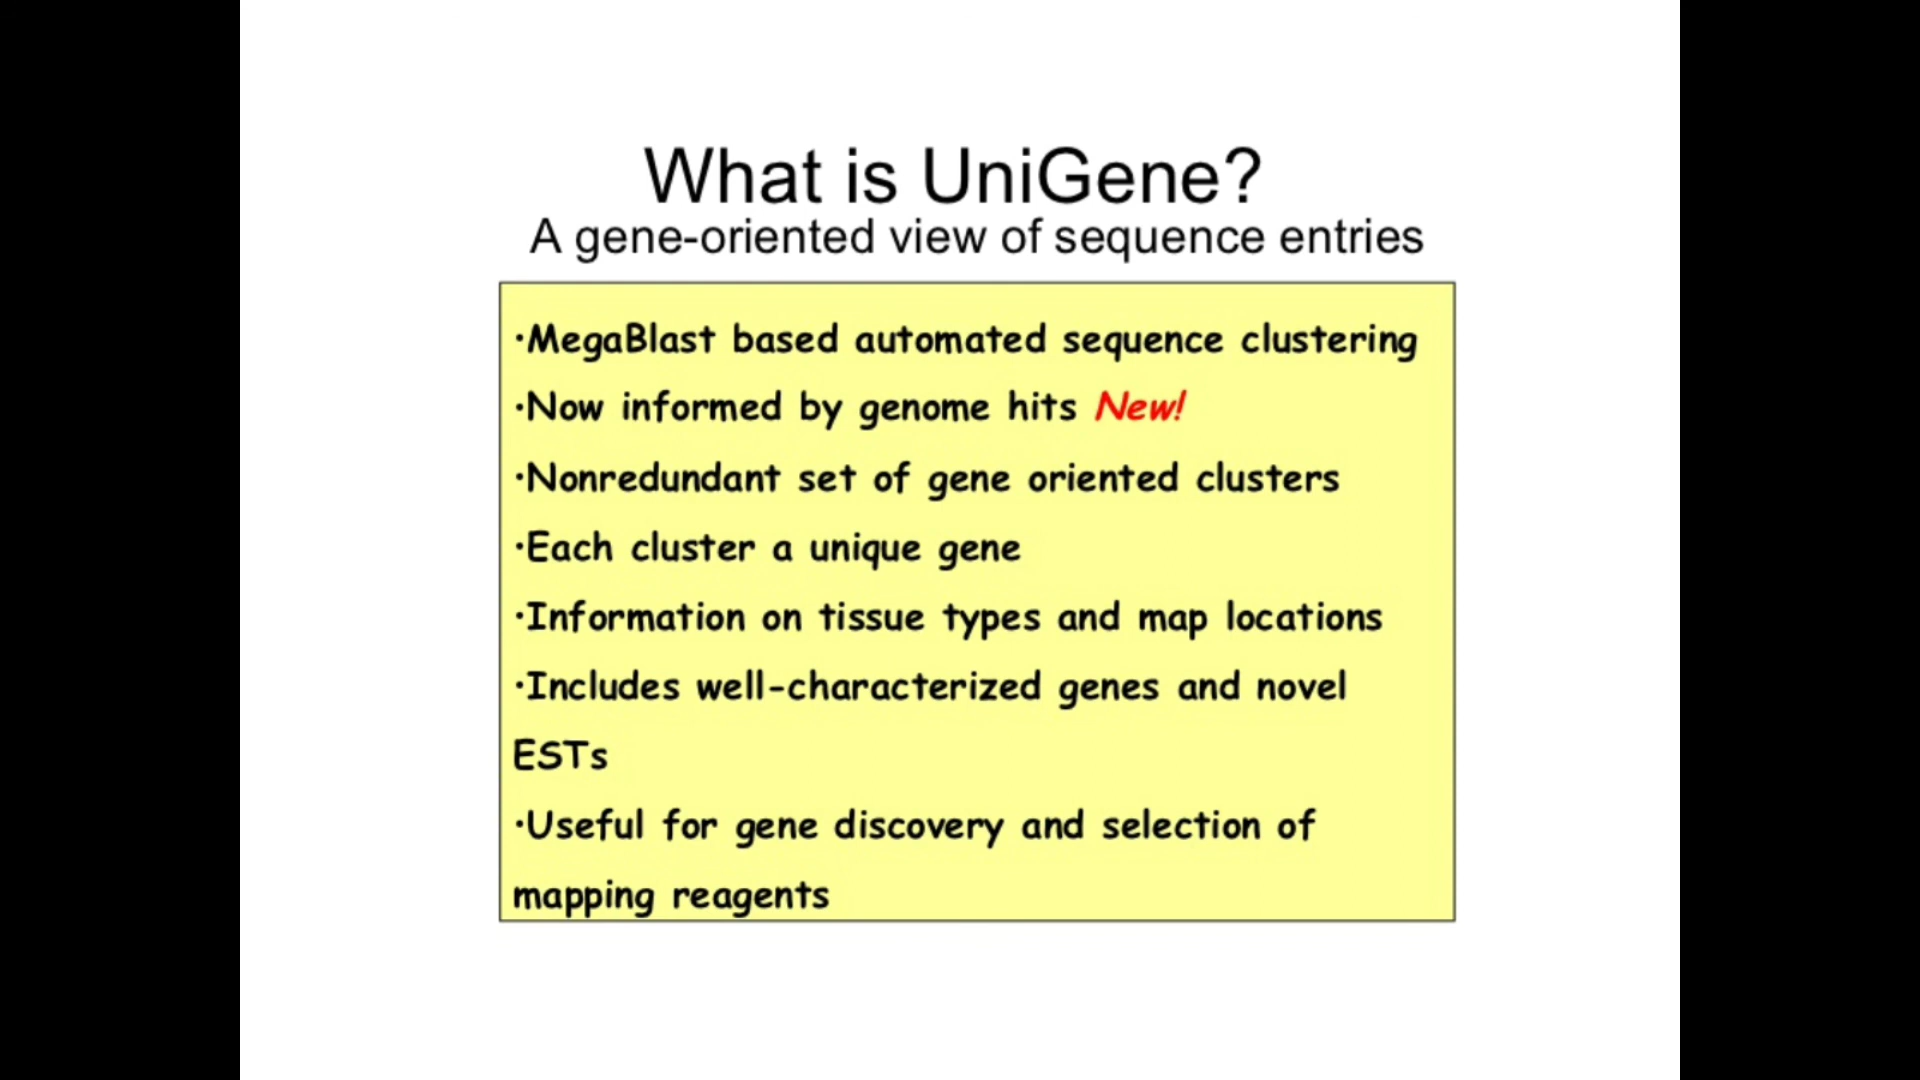 What is UniGene?
A gene-oriented view of sequence entries
•MegaBlast based automated sequence clustering
•Now informed by genome hits New!
•Nonredundant set of gene oriented clusters
•Each cluster a unique gene
•Information on tissue types and map locations
•Includes well-characterized genes and novel
ESTs
•Useful for gene discovery and selection of
mapping reagents